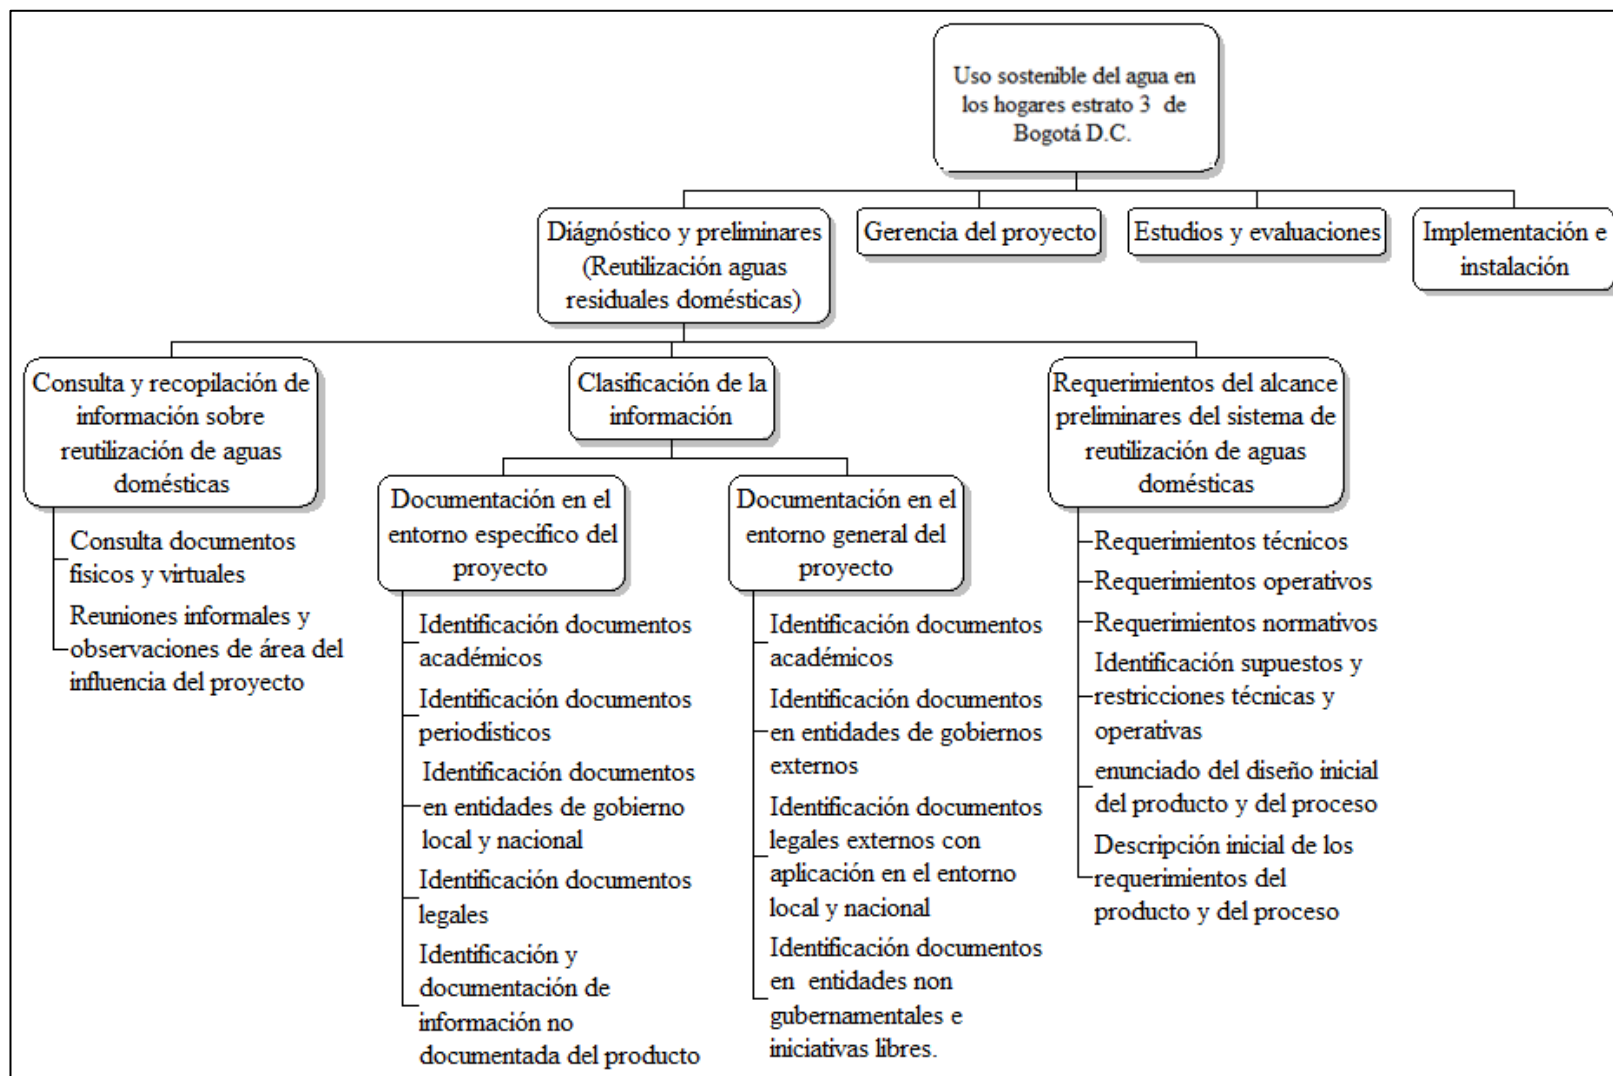 Uso sostenible del agua en
los hogares estrato 3 de
Bogotá D.C.
Diágnóstico y preliminares
(Reutilización aguas
residuales domésticas)
Gerencia del proyecto
Estudios y evaluaciones
Implementación e
instalación
Consulta y recopilación de
información sobre
reutilización de aguas
domésticas
Consulta documentos
físicos y virtuales
Reuniones informales y
observaciones de área del
influencia del proyecto
Clasificación de la
información
Documentación en el
entorno específico del
proyecto
Identificación documentos
académicos
Identificación documentos
periodísticos
Identificación documentos
en entidades de gobierno
local y nacional
Identificación documentos
legales
Identificación y
documentación de
información no
documentada del producto
Documentación en el
entorno general del
proyecto
Identificación documentos
académicos
Identificación documentos
en entidades de gobiernos
externos
Identificación documentos
legales externos con
aplicación en el entorno
local y nacional
Identificación documentos
en entidades non
gubernamentales e
iniciativas libres.
Requerimientos del alcance
preliminares del sistema de
reutilización de aguas
domésticas
Requerimientos técnicos
Requerimientos operativos
Requerimientos normativos
Identificación supuestos y
restricciones técnicas y
operativas
enunciado del diseño inicial
del producto y del proceso
Descripción inicial de los
requerimientos del
producto y del proceso